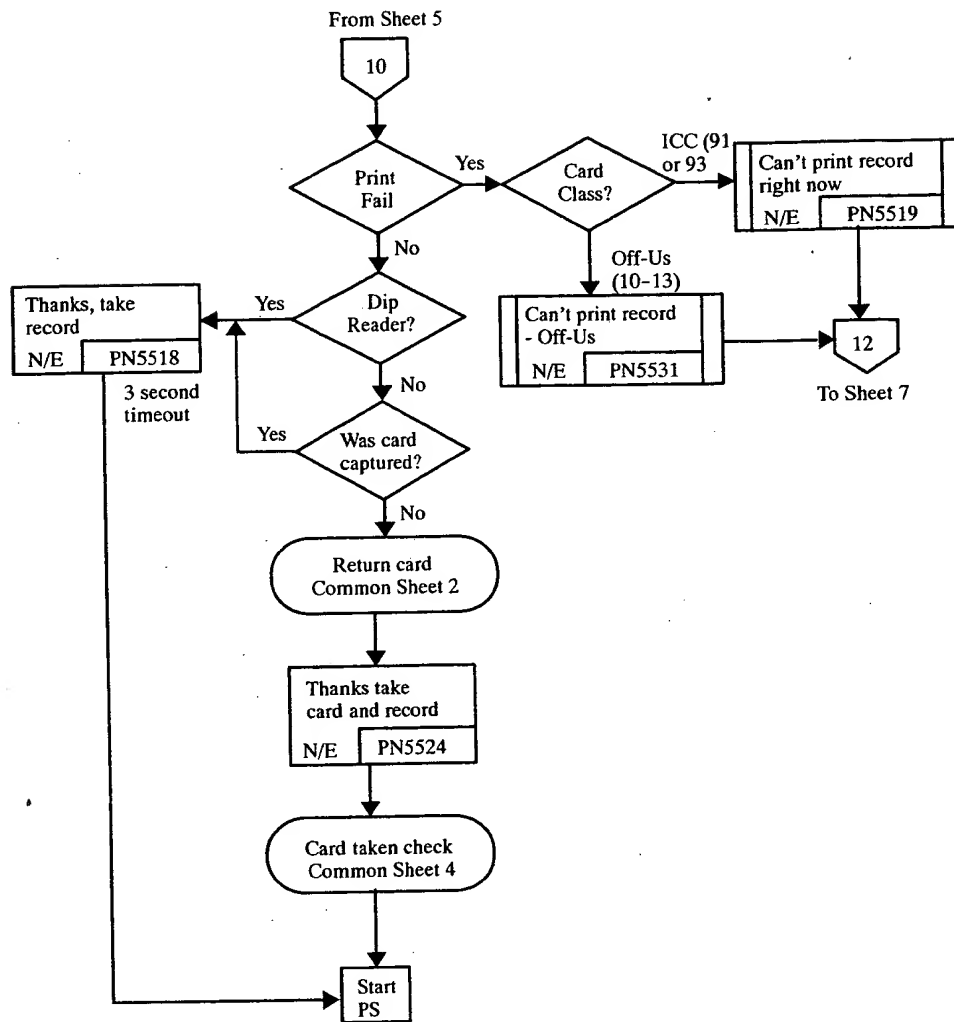 From Sheet 5
10
Print
Fail
Yes
Card
Class?
ICC (91
or 93
Can't print record
right now
N/E
PN5519
No
Off-Us
(10-13)
Can't print record
- Off-Us
N/E
PN5531
12
To Sheet 7
Dip
Reader?
Yes
Thanks, take
record
N/E
PN5518
3 second
timeout
No
Was card
captured?
Yes
No
Return card
Common Sheet 2
Thanks take
card and record
N/E
PN5524
Card taken check
Common Sheet 4
Start
PS